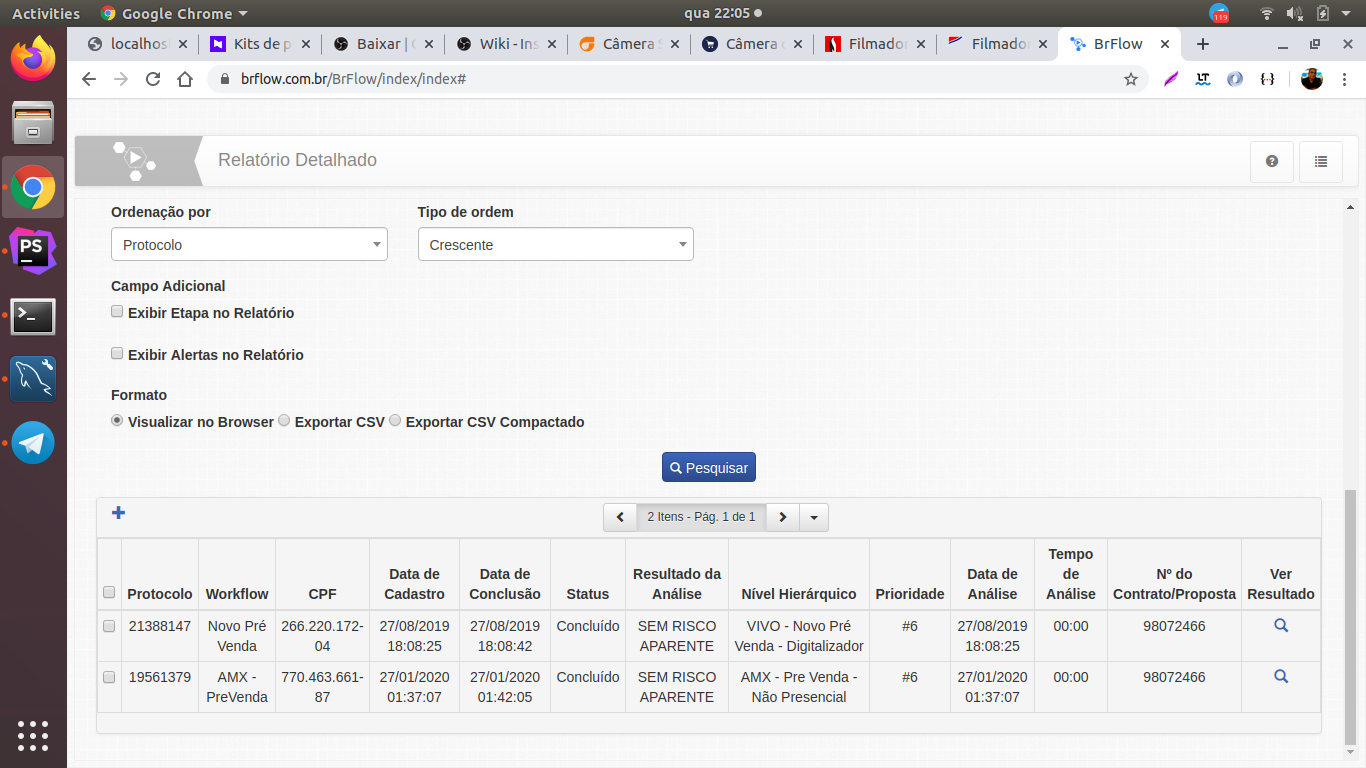 Activities
Google Chrome
qua 22:05
119
localhos
Kits de p
Baixar | C
Wiki - Ins
Câmera S
Câmera d
Filmador
Filmador
BrFlow
brflow.com.br/BrFlow/index/index#
LT
{··}
PS
>_
Relatório Detalhado
Ordenação por
Tipo de ordem
Protocolo
Crescente
Campo Adicional
Exibir Etapa no Relatório
Exibir Alertas no Relatório
Formato
Visualizar no Browser
Exportar CSV
Exportar CSV Compactado
Pesquisar
2 Itens - Pág. 1 de 1
Protocolo
Workflow
CPF
Data de
Cadastro
Data de
Conclusão
Status
Resultado da
Análise
Nível Hierárquico
Prioridade
Data de
Análise
Tempo
de
Análise
Nº do
Contrato/Proposta
Ver
Resultado
21388147
Novo Pré
Venda
266.220.172-
04
27/08/2019
18:08:25
27/08/2019
18:08:42
Concluído
SEM RISCO
APARENTE
VIVO - Novo Pré
Venda - Digitalizador
#6
27/08/2019
18:08:25
00:00
98072466
19561379
AMX -
PreVenda
770.463.661-
87
27/01/2020
01:37:07
27/01/2020
01:42:05
Concluído
SEM RISCO
APARENTE
AMX - Pre Venda -
Não Presencial
#6
27/01/2020
01:37:07
00:00
98072466